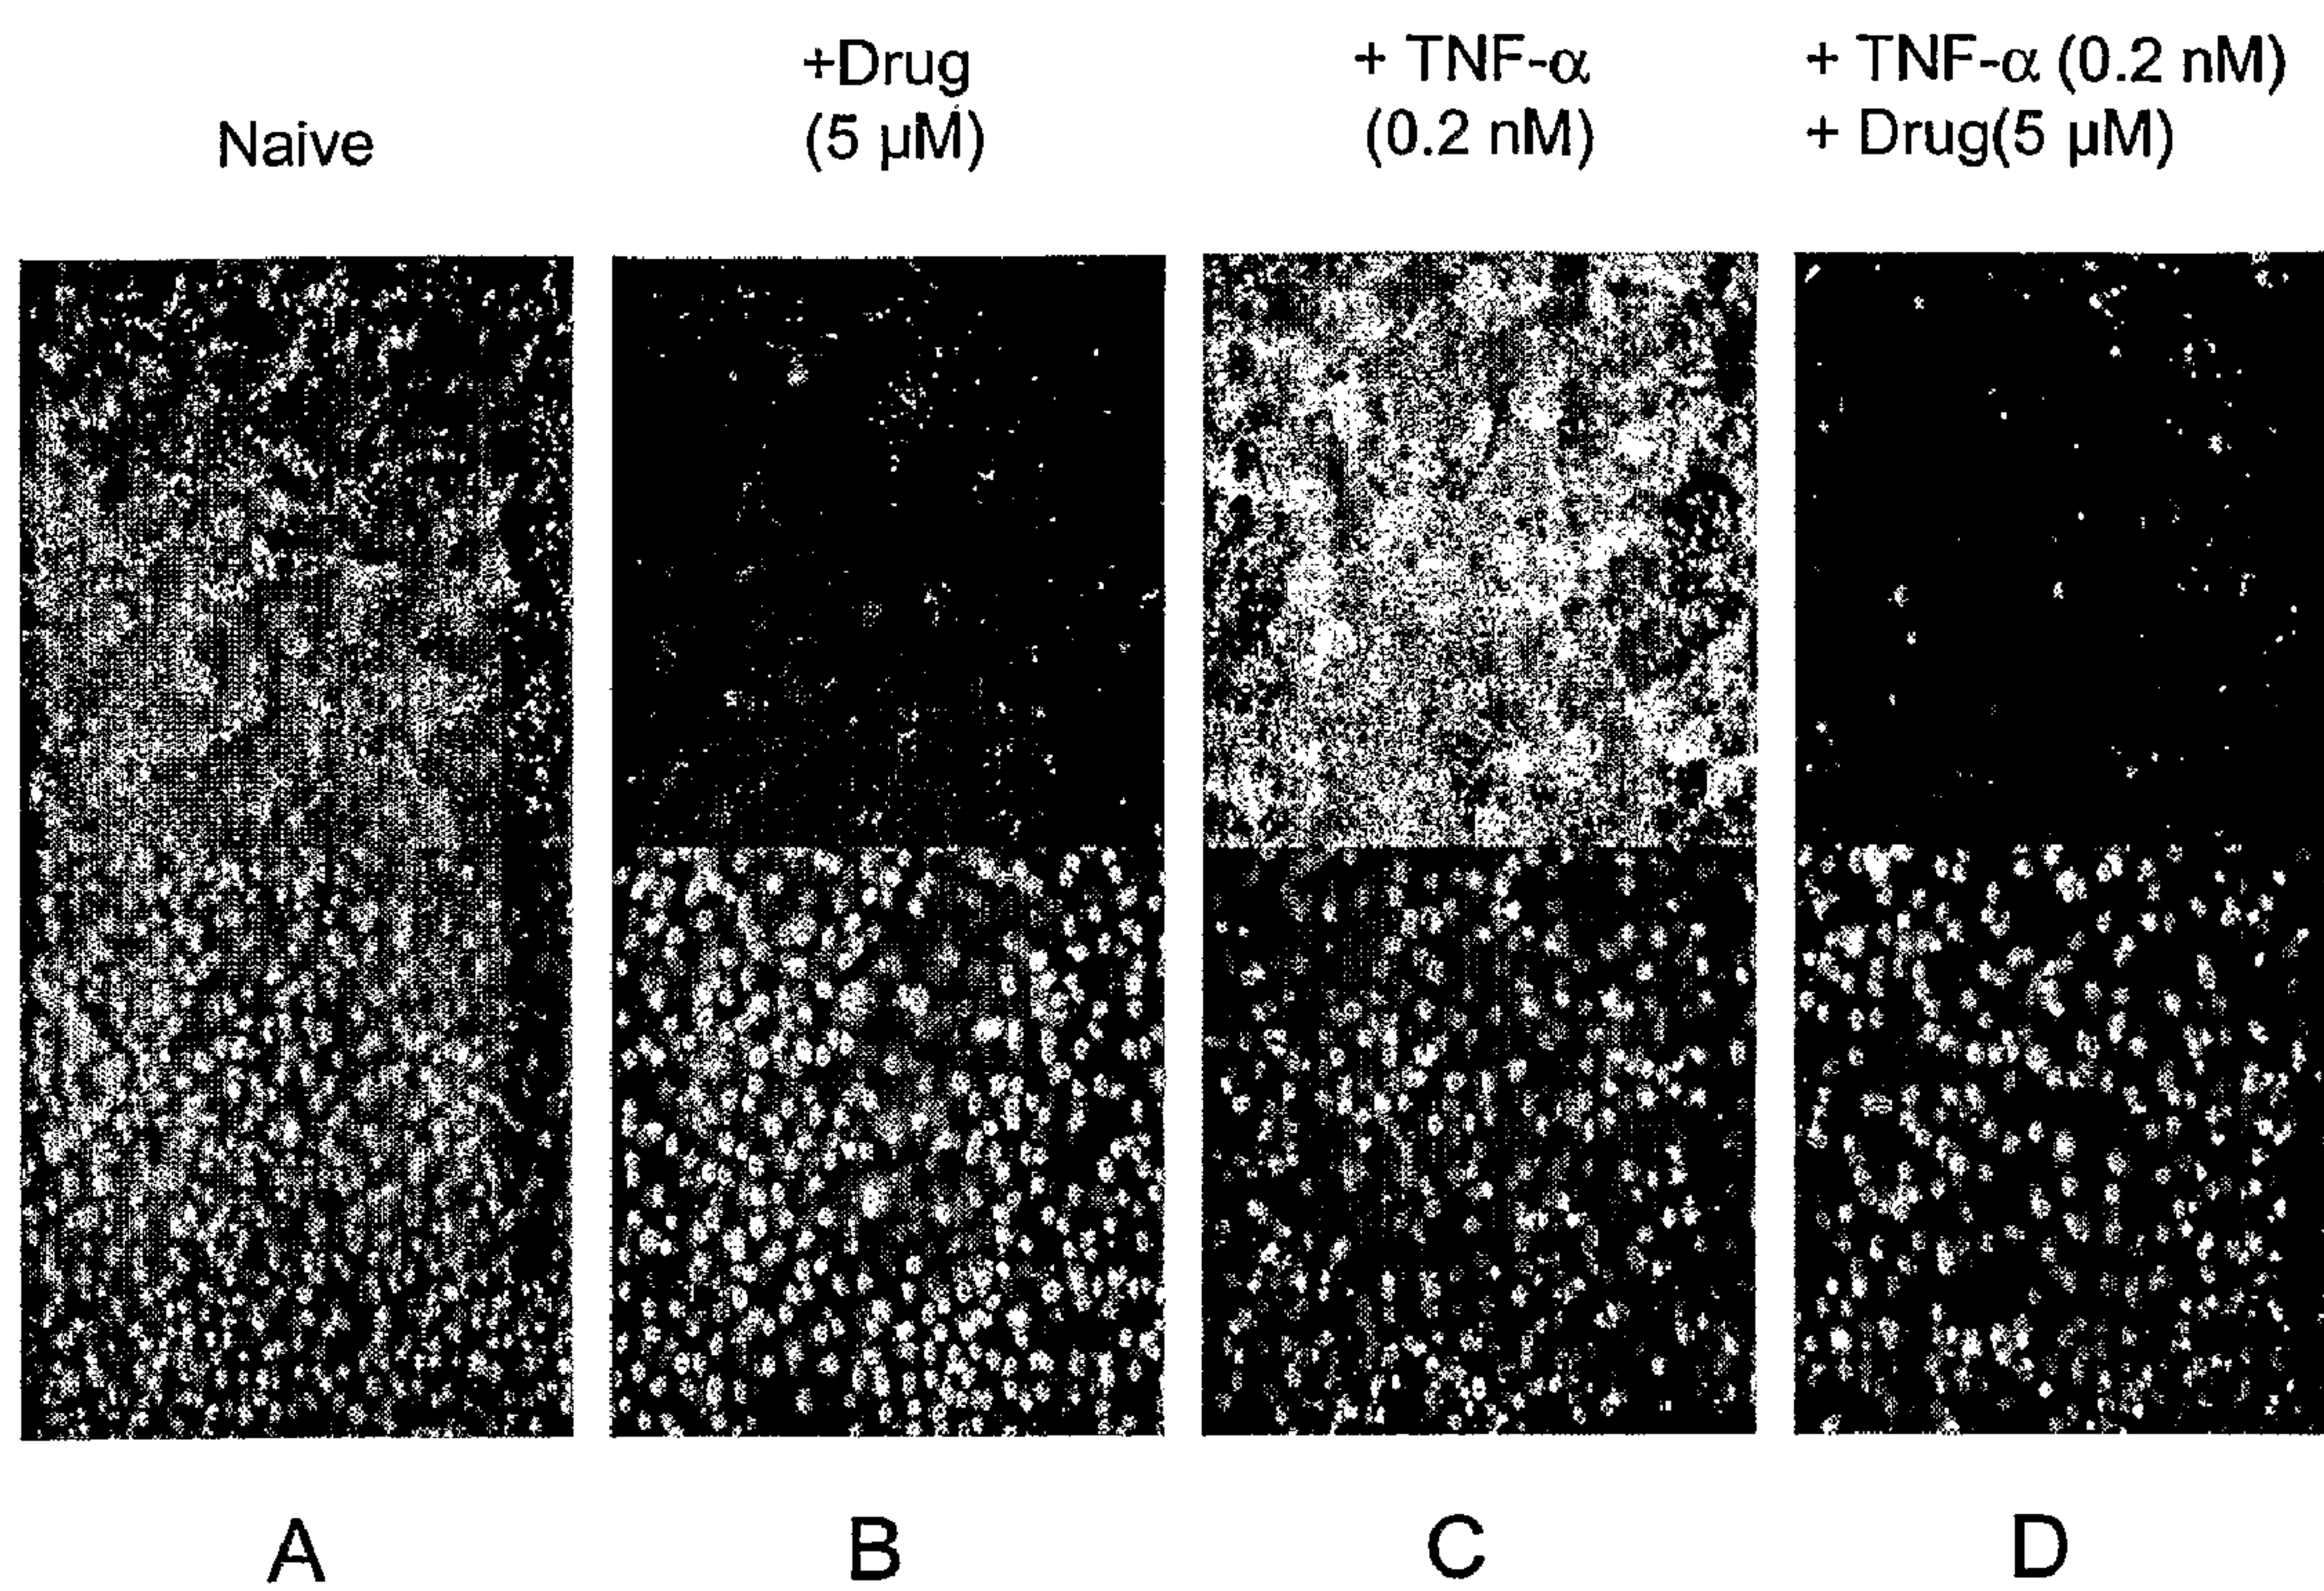 Naive
+Drug
(5 µM)
+ TNF-α
(0.2 nM)
+ TNF-α (0.2 nM)
+ Drug(5 µM)
A
B
C
D